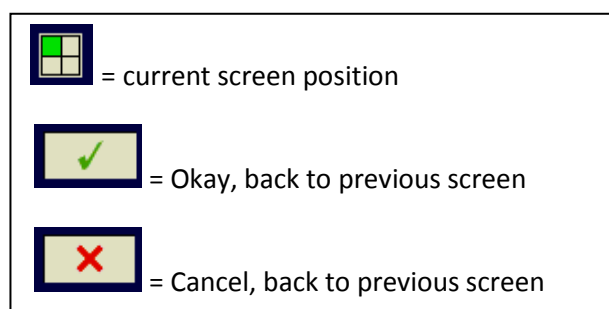 = current screen position
= Okay, back to previous screen
= Cancel, back to previous screen